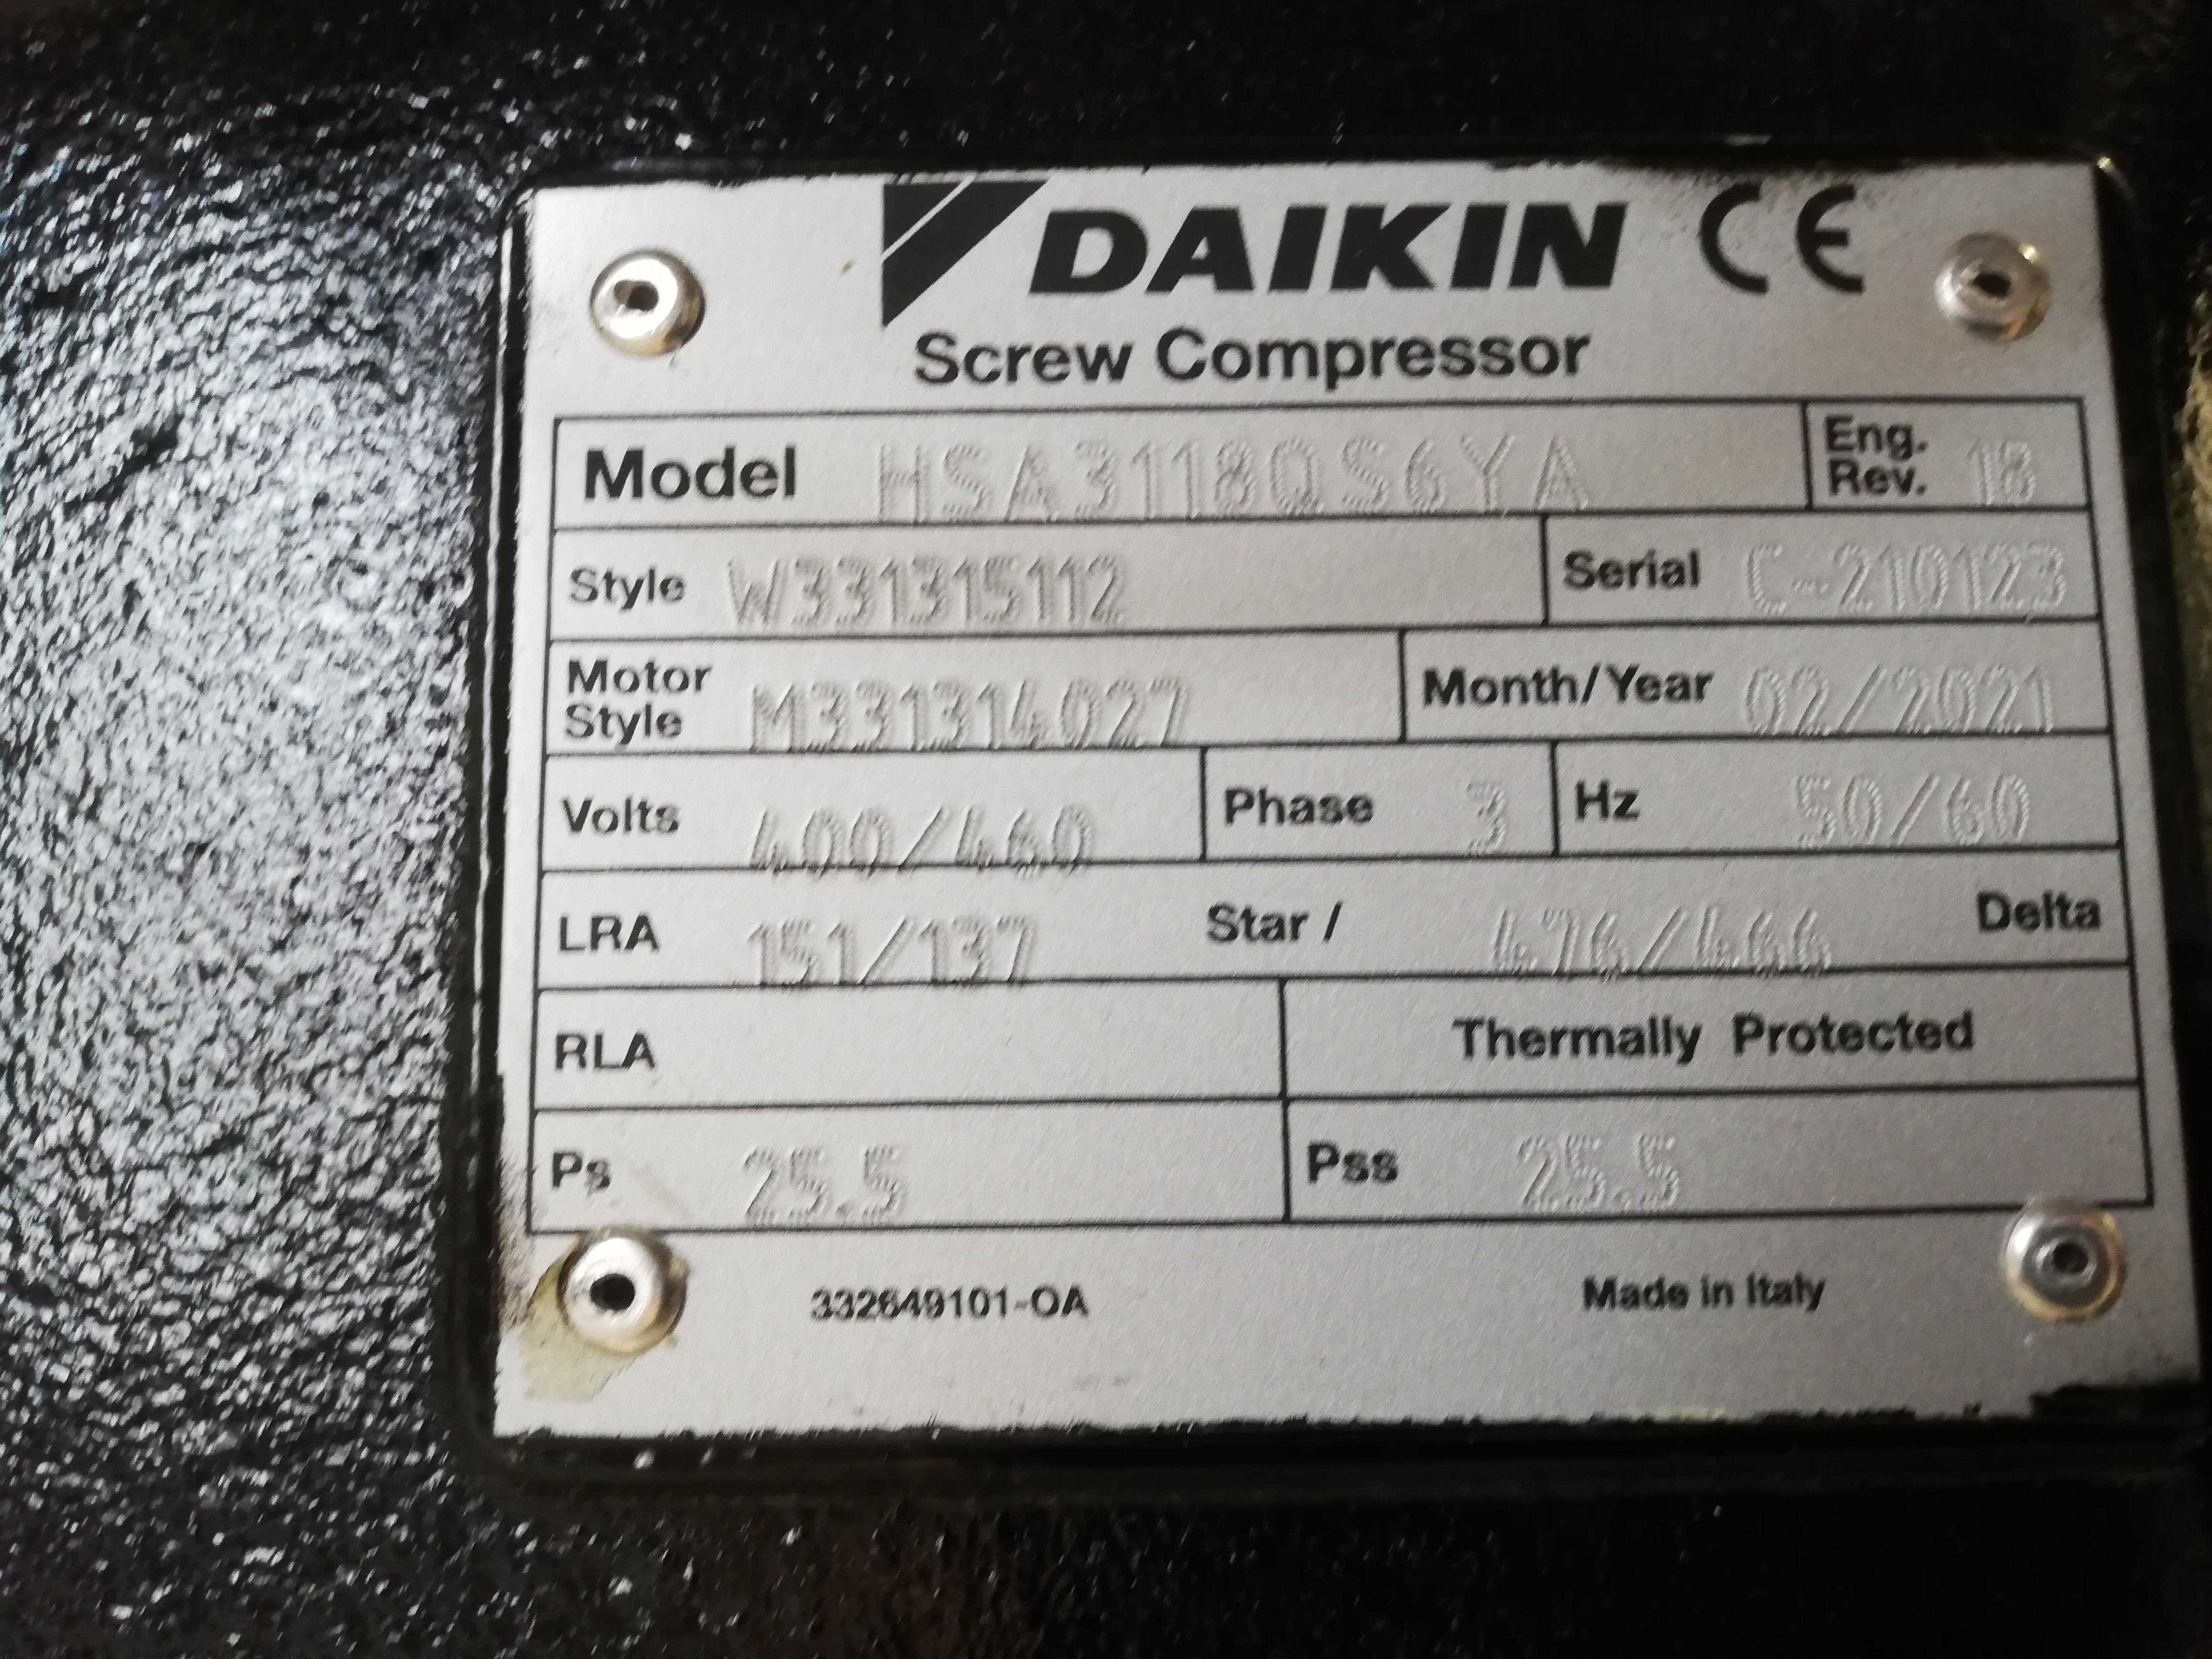 DAIKIN CE
Screw Compressor
Model HSA3118QS6YA Eng. Rev. 18
Style W331315112 Serial C-210123
Motor Style M331314027 Month/Year 02/2021
Volts 400/460 Phase 3 Hz 50/60
LRA 151/137 Star / 476/466 Delta
RLA Thermally Protected
Ps 25.5 Pss 25.5
332649101-OA Made in Italy